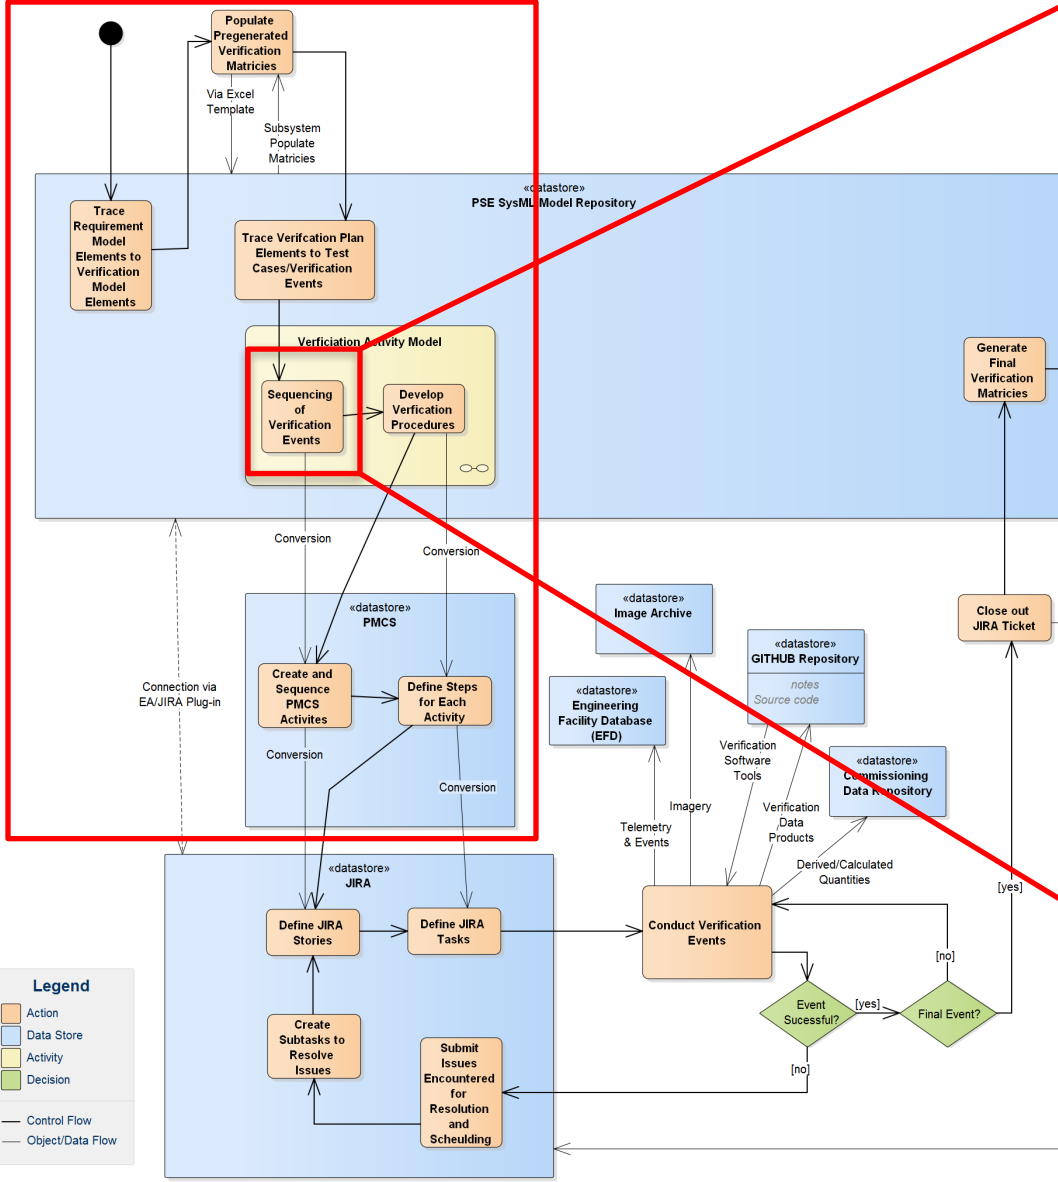 Populate
Pregenerated
Verification
Matricies
Via Excel
Template
Subsystem
Populate
Matricies
«datastore»
PSE SysML Model Repository
Trace
Requirement
Model
Elements to
Verification
Model
Elements
Trace Verifcation Plan
Elements to Test
Cases/Verification
Events
Verficiation Activity Model
Sequencing
of
Verification
Events
Develop
Verfication
Procedures
Generate
Final
Verification
Matricies
Conversion
Conversion
«datastore»
PMCS
Create and
Sequence
PMCS
Activites
Define Steps
for Each
Activity
Connection via
EA/JIRA Plug-in
Conversion
Conversion
«datastore»
Image Archive
«datastore»
GITHUB Repository
notes
Source code
«datastore»
Engineering
Facility Database
(EFD)
«datastore»
Commissioning
Data Repository
Close out
JIRA Ticket
Verification
Software
Tools
Imagery
Telemetry
& Events
Verification
Data
Products
Derived/Calculated
Quantities
[yes]
«datastore»
JIRA
Define JIRA
Stories
Define JIRA
Tasks
Conduct Verification
Events
[no]
Event
Sucessful?
[yes]
Final Event?
[no]
Create
Subtasks to
Resolve
Issues
Submit
Issues
Encountered
for
Resolution
and
Scheulding
Legend
Action
Data Store
Activity
Decision
Control Flow
Object/Data Flow